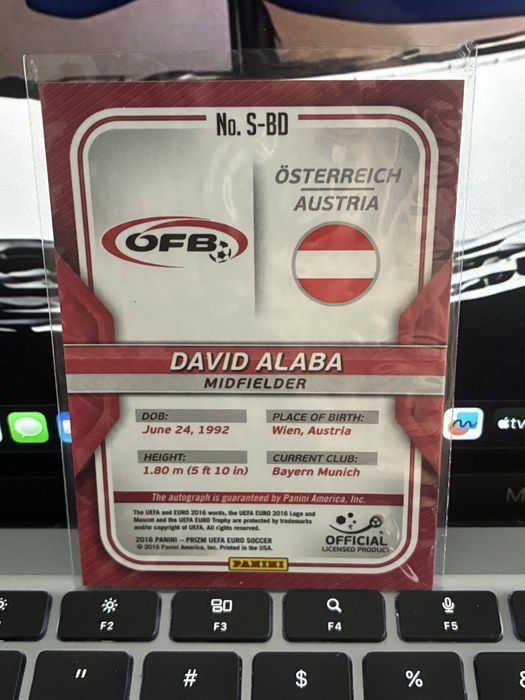 No. S-BD
ÖSTERREICH
AUSTRIA
ÖFB
DAVID ALABA
MIDFIELDER
DOB:
June 24, 1992
PLACE OF BIRTH:
Wien, Austria
HEIGHT:
1.80 m (5 ft 10 in)
CURRENT CLUB:
Bayern Munich
The autograph is guaranteed by Panini America, Inc.
The UEFA and EURO 2016 words, the UEFA EURO 2016 Logo and
Mascot and the UEFA EURO Trophy are protected by trademarks
and/or copyright of UEFA. All rights reserved.
2016 PANINI – PRIZM UEFA EURO SOCCER
© 2016 Panini America, Inc. Printed in the USA.
OFFICIAL
LICENSED PRODUCT
PANINI
tv
M
F2
F3
F4
F5
"
#
$
%